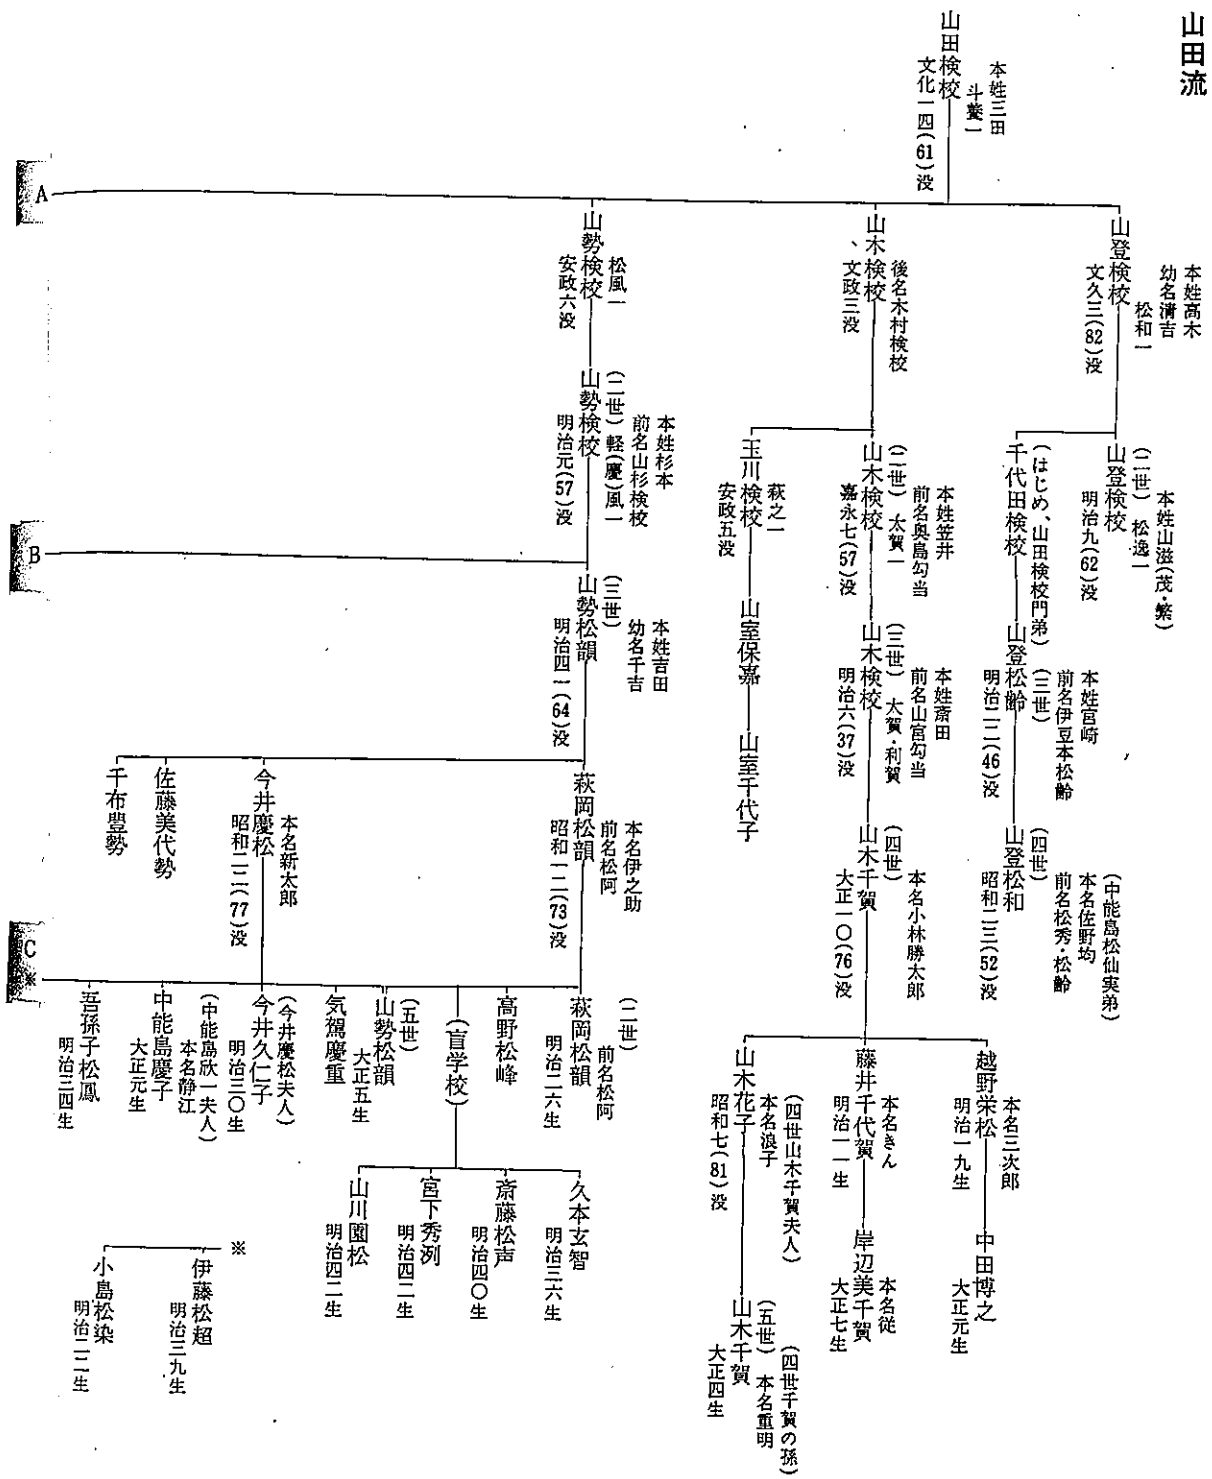 山田流
本姓三田
斗養一
山田検校
文化一四(61)没
A
本姓高木
幼名清吉
松和一
山登検校
文久三(82)没
後名木村検校
山木検校
文政三没
松風一
山勢検校
安政六没
本姓山滋(茂・繁)
(二世) 松逸一
山登検校
明治九(62)没
(はじめ、山田検校門弟)
千代田検校
本姓宮崎
前名伊豆本松齢
(三世)
山登松齢
明治二二(46)没
(中能島松仙実弟)
本名佐野均
前名松秀・松齢
(四世)
山登松和
昭和二三(52)没
本姓笠井
前名奥島勾当
(二世) 太賀一
山木検校
嘉永七(57)没
萩之一
玉川検校
安政五没
山室保嘉
山室千代子
本姓斎田
前名山宮勾当
(三世) 太賀・利賀
山木検校
明治六(37)没
本名小林勝太郎
(四世)
山木千賀
大正一〇(76)没
本名三次郎
越野栄松
明治一九生
中田博之
大正元生
本名きん
藤井千代賀
明治一一生
本名従
岸辺美千賀
大正七生
(四世山木千賀夫人)
本名浪子
山木花子
昭和七(81)没
(四世千賀の孫)
(五世) 本名重明
山木千賀
大正四生
本姓杉本
前名山杉検校
(二世) 軽(慶)風一
山勢検校
明治元(57)没
B
本姓吉田
幼名千吉
(三世)
山勢松韻
明治四一(64)没
本名伊之助
前名松阿
萩岡松韻
昭和一二(73)没
本名新太郎
今井慶松
昭和二二(77)没
佐藤美代勢
千布豊勢
C
※
(二世)
前名松阿
萩岡松韻
明治二六生
高野松峰
(盲学校)
(五世)
山勢松韻
大正五生
気駕慶重
(今井慶松夫人)
今井久仁子
明治三〇生
(中能島欣一夫人)
本名静江
中能島慶子
大正元生
吾孫子松鳳
明治三四生
久本玄智
明治三六生
斎藤松声
明治四〇生
宮下秀冽
明治四二生
山川園松
明治四二生
※
伊藤松超
明治三九生
小島松染
明治二二生